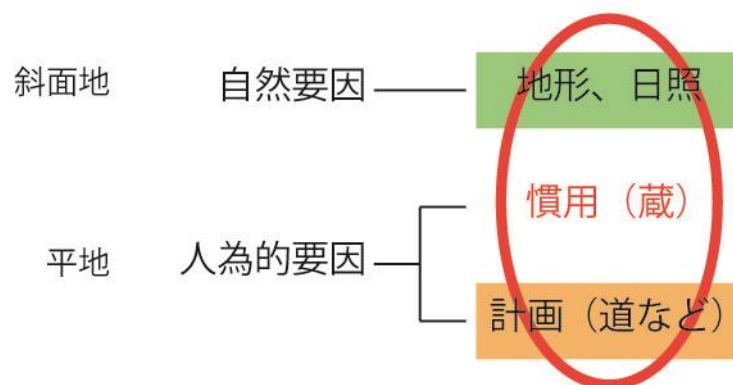 斜面地 自然要因 地形、日照
慣用（蔵）
平地 人為的要因
計画（道など）